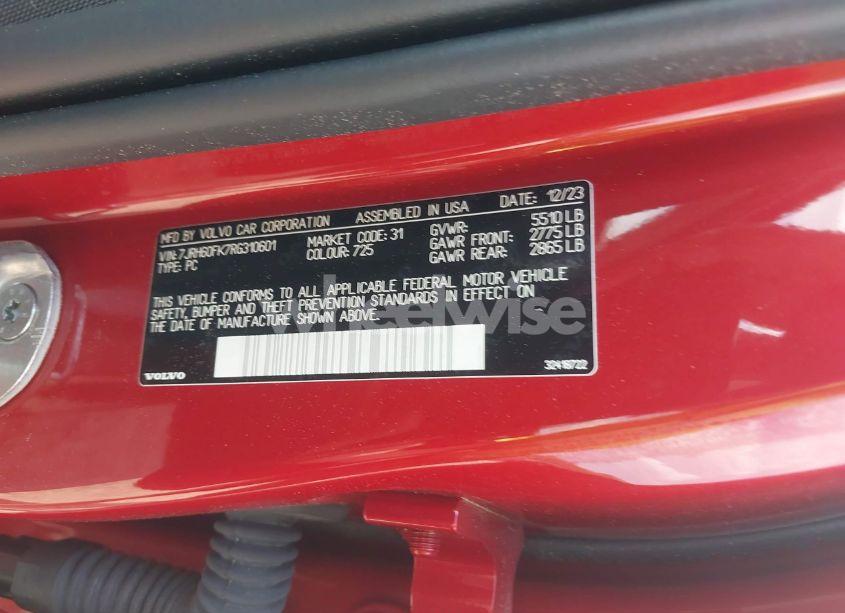 MFD BY VOLVO CAR CORPORATION ASSEMBLED IN USA DATE: 12/23
VIN:7JRH60FK7RG310601 MARKET CODE: 31 GVWR: 5510 LB
TYPE: PC COLOUR: 725 GAWR FRONT: 2775 LB
GAWR REAR: 2865 LB
THIS VEHICLE CONFORMS TO ALL APPLICABLE FEDERAL MOTOR VEHICLE
SAFETY, BUMPER AND THEFT PREVENTION STANDARDS IN EFFECT ON
THE DATE OF MANUFACTURE SHOWN ABOVE.
wheelwise
VOLVO 32419722